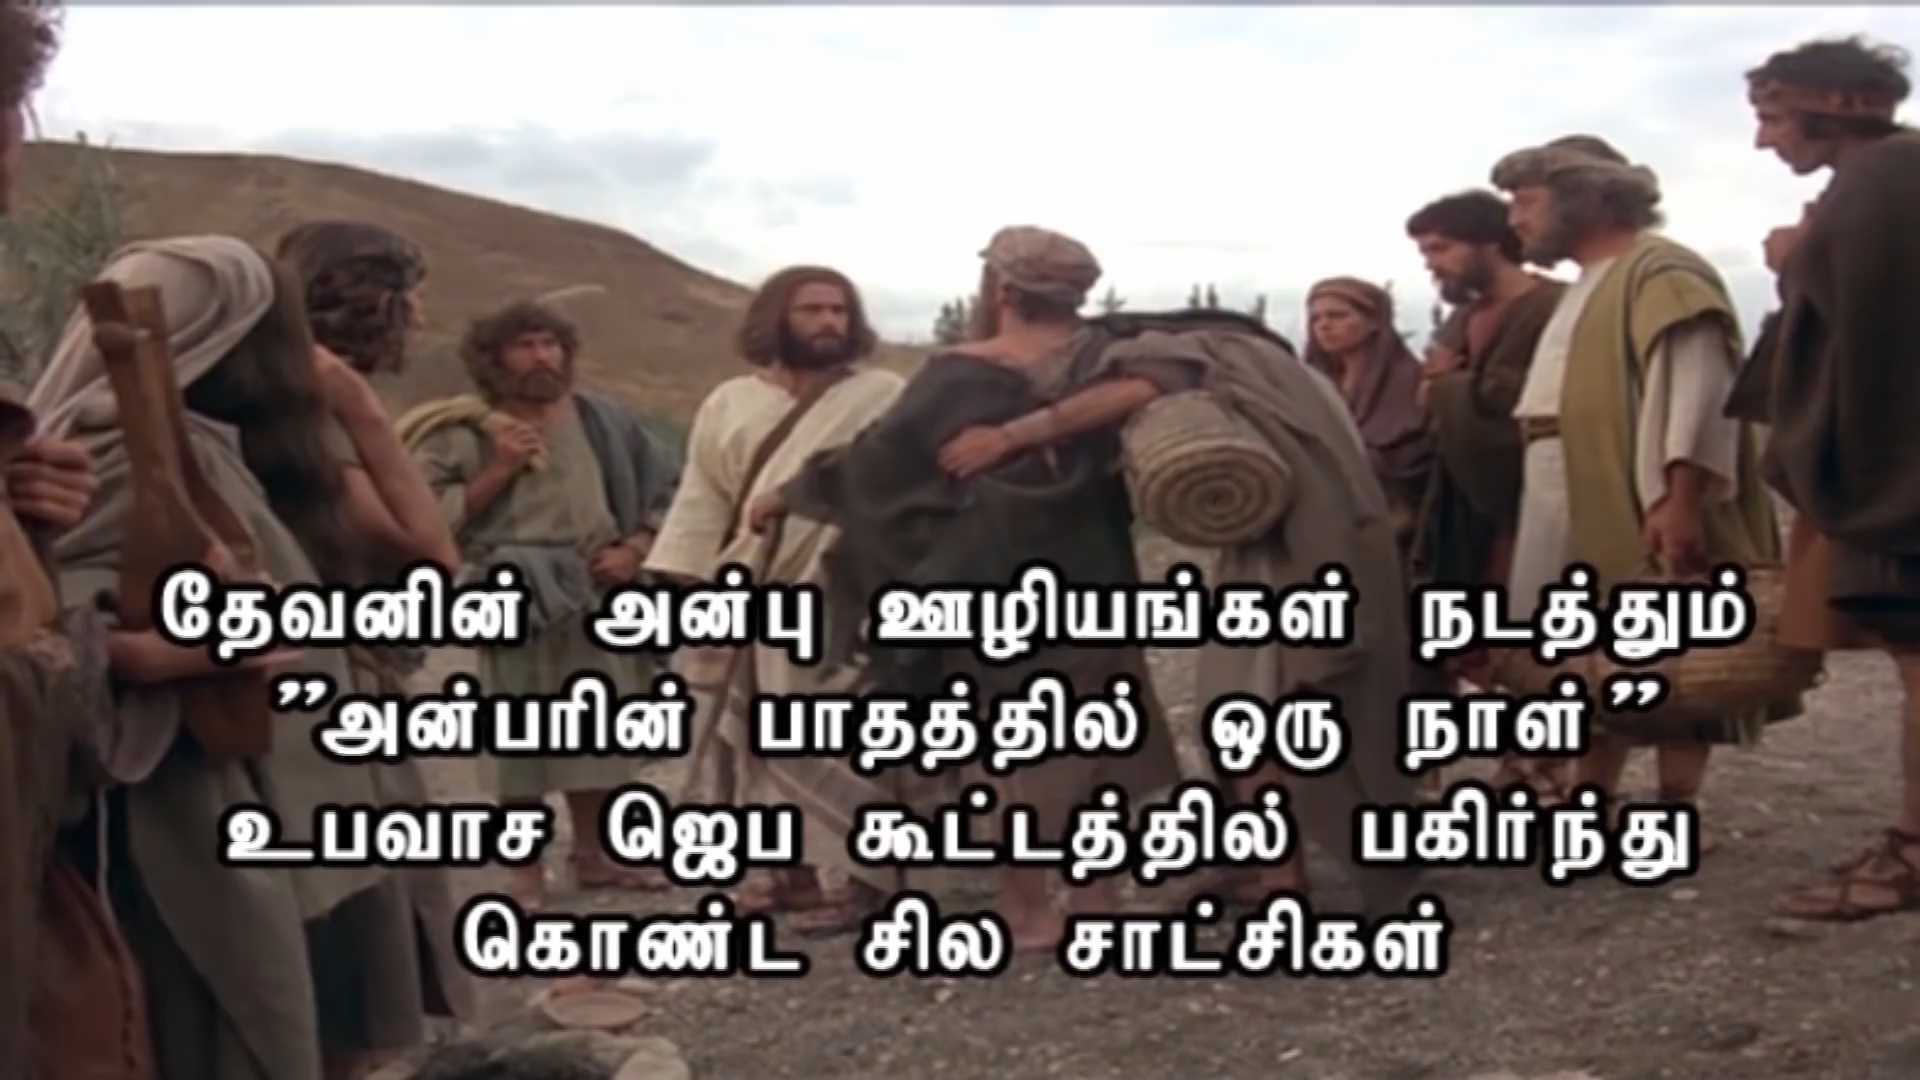 தேவனின் அன்பு ஊழியங்கள் நடத்தும்
”அன்பரின் பாதத்தில் ஒரு நாள்”
உபவாச ஜெப கூட்டத்தில் பகிர்ந்து
கொண்ட சில சாட்சிகள்